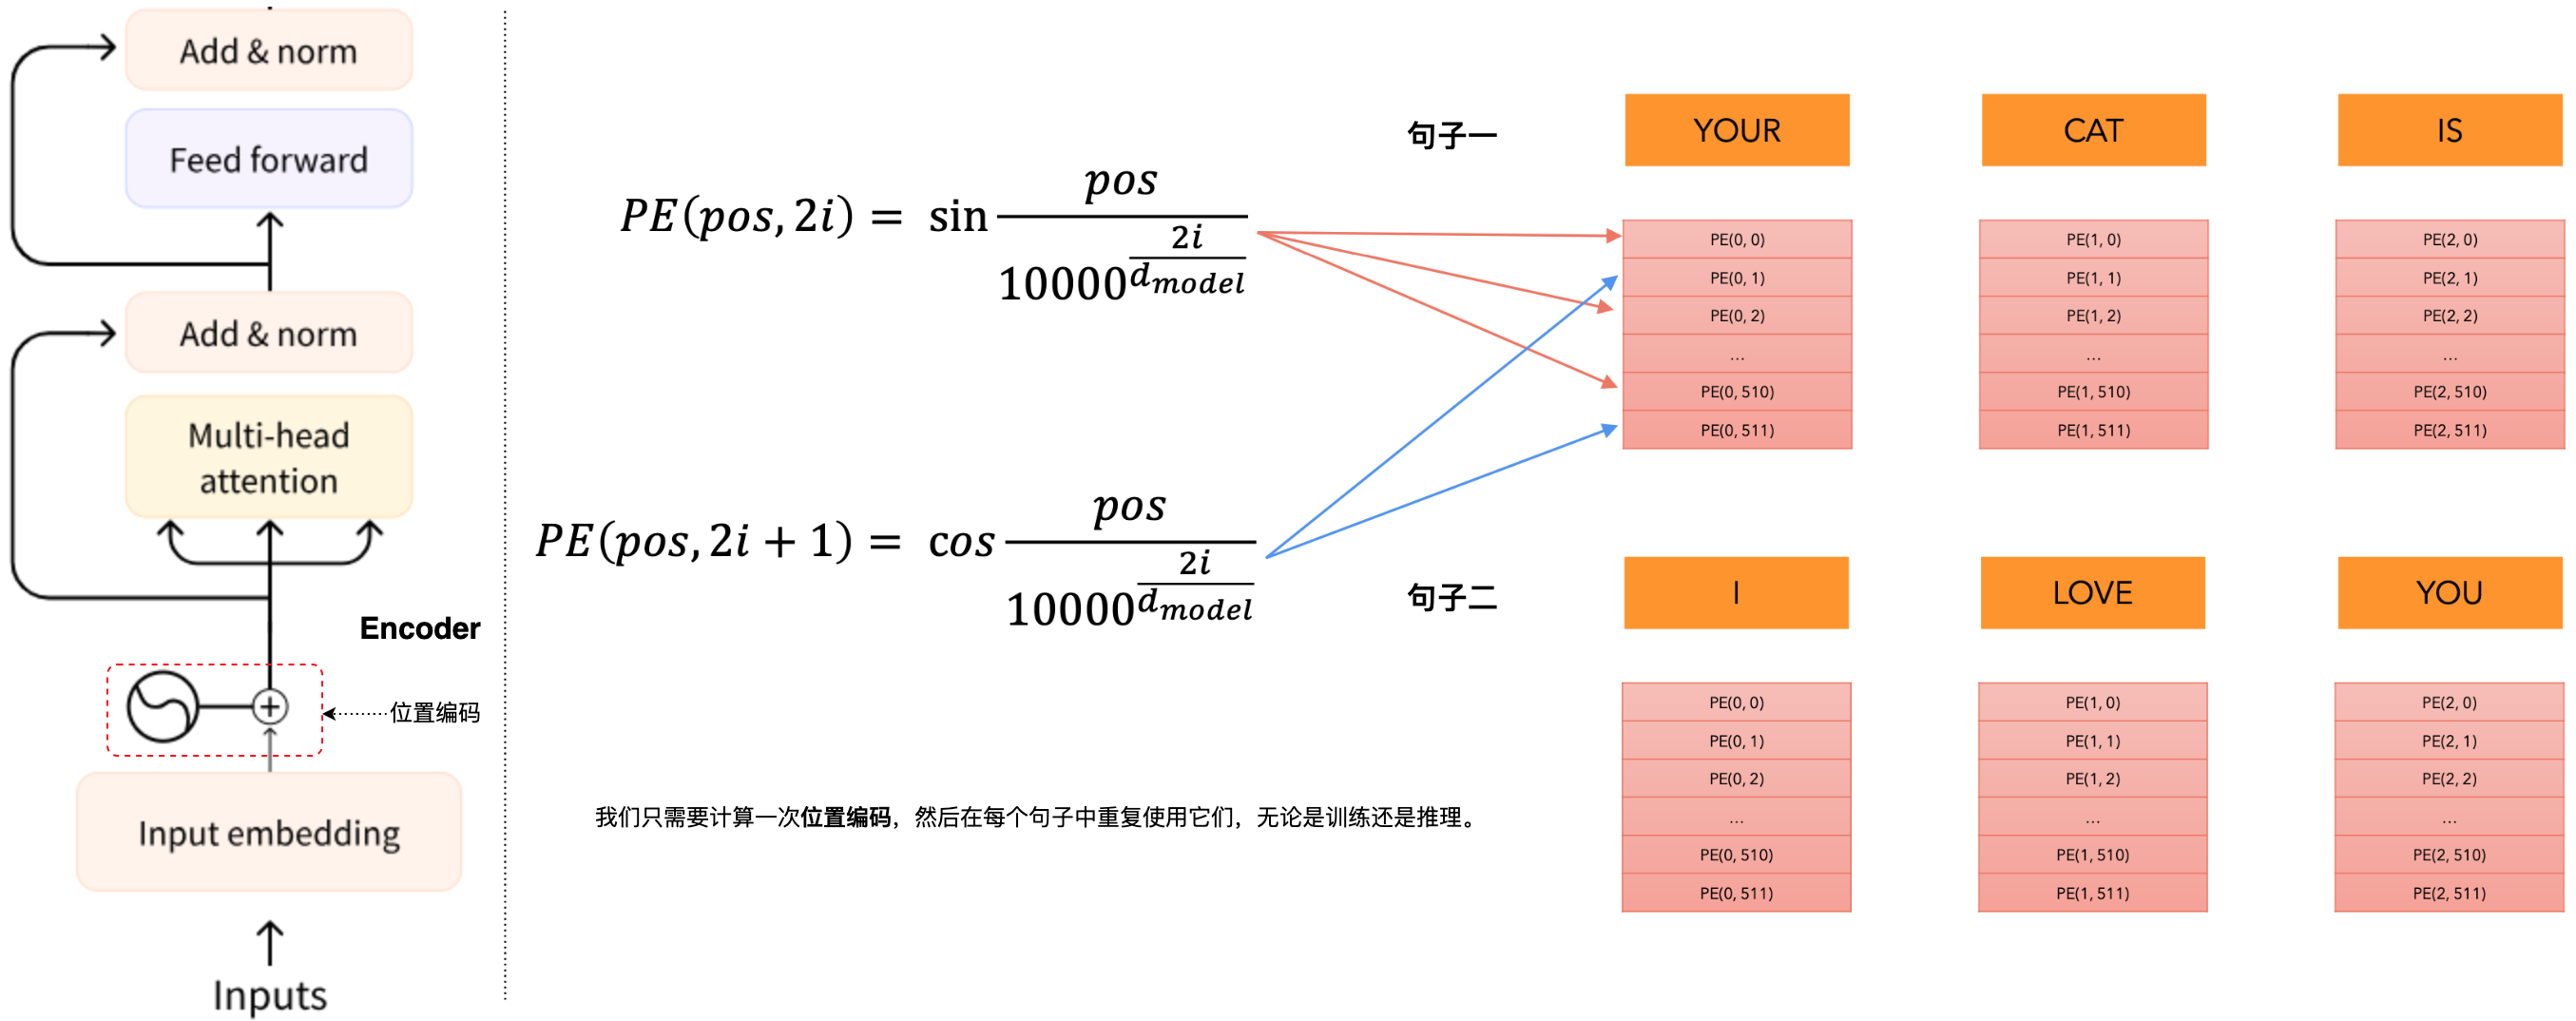 Add & norm
Feed forward
Add & norm
Multi-head
attention
Encoder
位置编码
Input embedding
Inputs
PE(pos, 2i) = sin pos / 10000^(2i / d_model)
PE(pos, 2i + 1) = cos pos / 10000^(2i / d_model)
我们只需要计算一次位置编码，然后在每个句子中重复使用它们，无论是训练还是推理。
句子一
YOUR CAT IS
PE(0, 0) PE(1, 0) PE(2, 0)
PE(0, 1) PE(1, 1) PE(2, 1)
PE(0, 2) PE(1, 2) PE(2, 2)
... ... ...
PE(0, 510) PE(1, 510) PE(2, 510)
PE(0, 511) PE(1, 511) PE(2, 511)
句子二
I LOVE YOU
PE(0, 0) PE(1, 0) PE(2, 0)
PE(0, 1) PE(1, 1) PE(2, 1)
PE(0, 2) PE(1, 2) PE(2, 2)
... ... ...
PE(0, 510) PE(1, 510) PE(2, 510)
PE(0, 511) PE(1, 511) PE(2, 511)